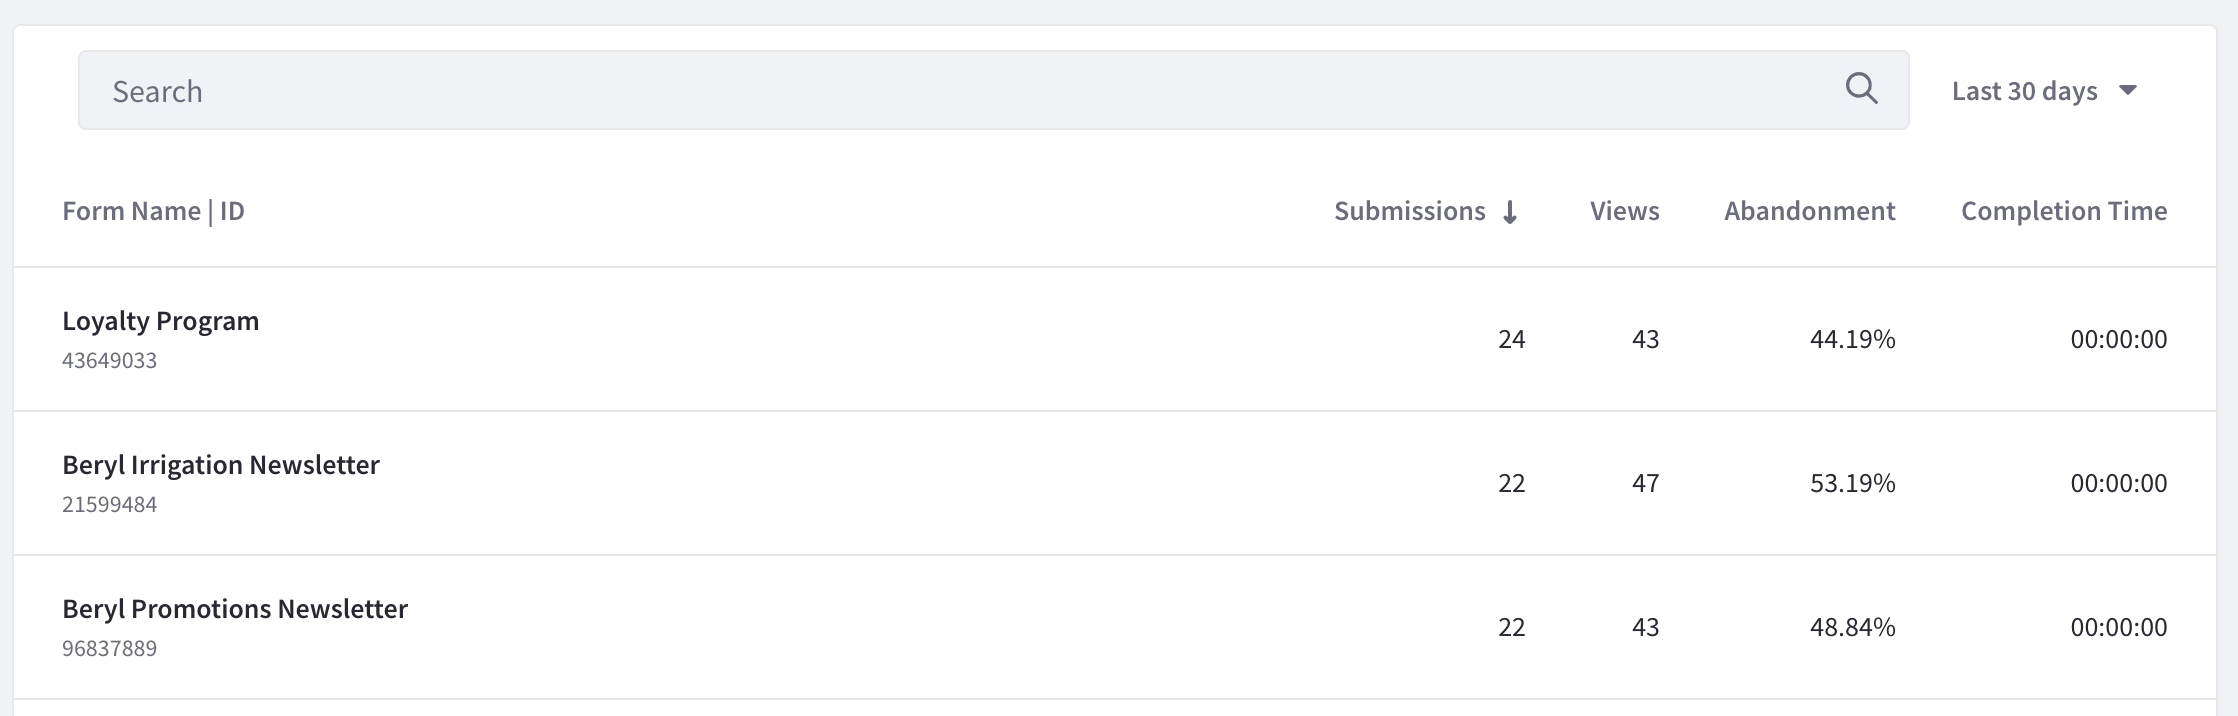 Search
Last 30 days
Form Name | ID Submissions ↓ Views Abandonment Completion Time
Loyalty Program
43649033
24 43 44.19% 00:00:00
Beryl Irrigation Newsletter
21599484
22 47 53.19% 00:00:00
Beryl Promotions Newsletter
96837889
22 43 48.84% 00:00:00